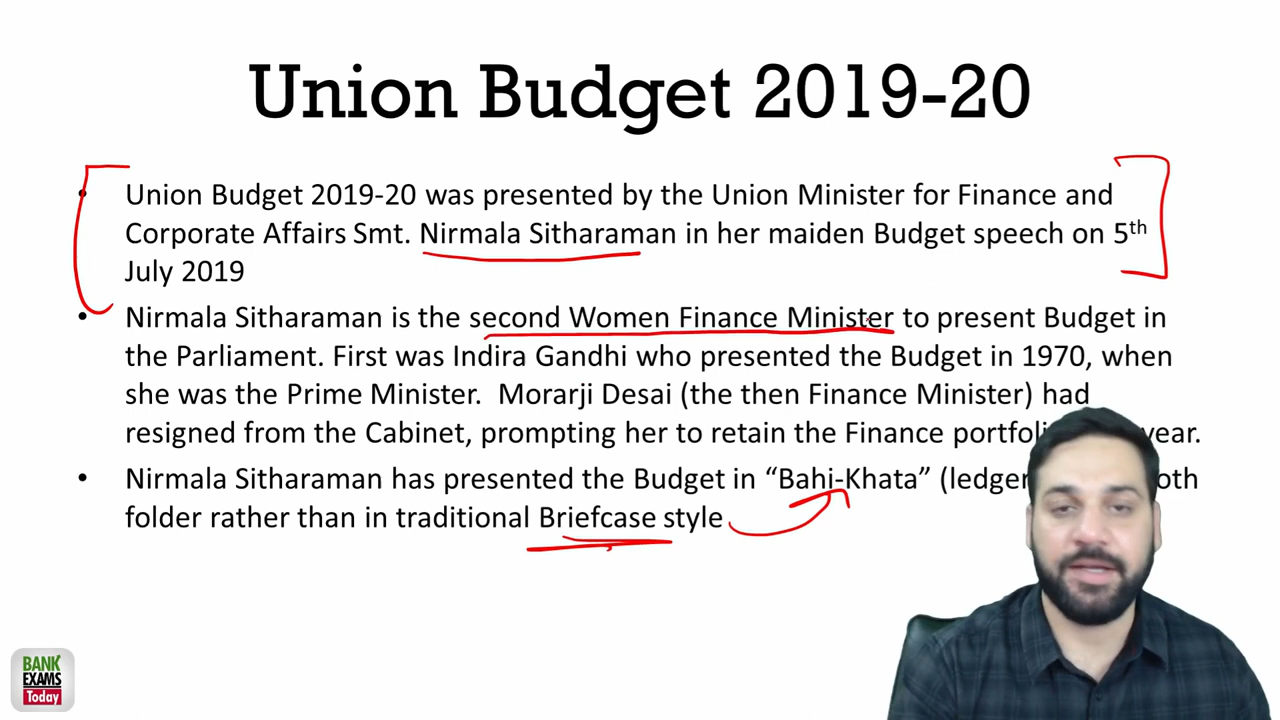 Union Budget 2019-20
• Union Budget 2019-20 was presented by the Union Minister for Finance and
Corporate Affairs Smt. Nirmala Sitharaman in her maiden Budget speech on 5th
July 2019
• Nirmala Sitharaman is the second Women Finance Minister to present Budget in
the Parliament. First was Indira Gandhi who presented the Budget in 1970, when
she was the Prime Minister. Morarji Desai (the then Finance Minister) had
resigned from the Cabinet, prompting her to retain the Finance year.
• Nirmala Sitharaman has presented the Budget in “Bahi-Khata” (ledger
folder rather than in traditional Briefcase style
BANK
EXAMS
Today